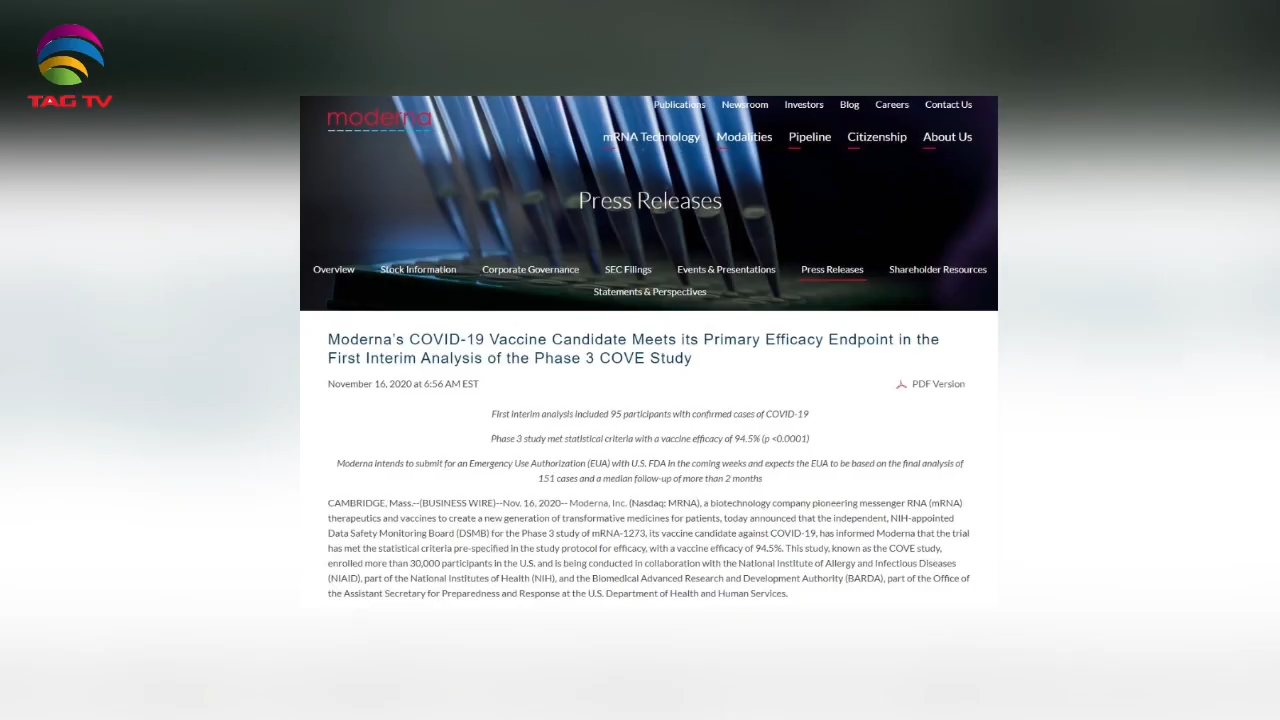 TAG TV
moderna
Publications Newsroom Investors Blog Careers Contact Us
mRNA Technology Modalities Pipeline Citizenship About Us
Press Releases
Overview Stock Information Corporate Governance SEC Filings Events & Presentations Press Releases Shareholder Resources
Statements & Perspectives
Moderna's COVID-19 Vaccine Candidate Meets its Primary Efficacy Endpoint in the
First Interim Analysis of the Phase 3 COVE Study
November 16, 2020 at 6:56 AM EST
PDF Version
First interim analysis included 95 participants with confirmed cases of COVID-19
Phase 3 study met statistical criteria with a vaccine efficacy of 94.5% (p <0.0001)
Moderna intends to submit for an Emergency Use Authorization (EUA) with U.S. FDA in the coming weeks and expects the EUA to be based on the final analysis of
151 cases and a median follow-up of more than 2 months
CAMBRIDGE, Mass.--(BUSINESS WIRE)--Nov. 16, 2020-- Moderna, Inc. (Nasdaq: MRNA), a biotechnology company pioneering messenger RNA (mRNA)
therapeutics and vaccines to create a new generation of transformative medicines for patients, today announced that the independent, NIH-appointed
Data Safety Monitoring Board (DSMB) for the Phase 3 study of mRNA-1273, its vaccine candidate against COVID-19, has informed Moderna that the trial
has met the statistical criteria pre-specified in the study protocol for efficacy, with a vaccine efficacy of 94.5%. This study, known as the COVE study,
enrolled more than 30,000 participants in the U.S. and is being conducted in collaboration with the National Institute of Allergy and Infectious Diseases
(NIAID), part of the National Institutes of Health (NIH), and the Biomedical Advanced Research and Development Authority (BARDA), part of the Office of
the Assistant Secretary for Preparedness and Response at the U.S. Department of Health and Human Services.